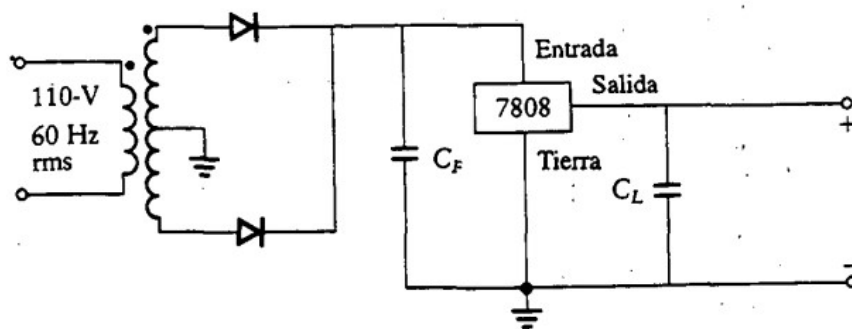 110-V
60 Hz
rms
Entrada
7808
Salida
Tierra
C_F
C_L
+
−